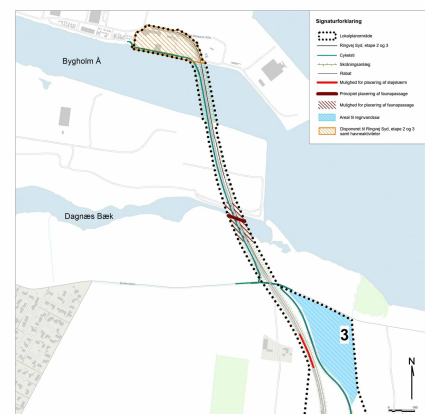 Signaturforklaring
Lokalplanområde
Ringvej Syd, etape 2 og 3
Cykelsti
Skråningsanlæg
Rabat
Mulighed for placering af støjskærm
Principiel placering af faunapassage
Mulighed for placering af faunapassage
Areal til regnvandssø
Disponeret til Ringvej Syd, etape 2 og 3
samt havneaktiviteter
Bygholm Å
Dagnæs Bæk
3
N